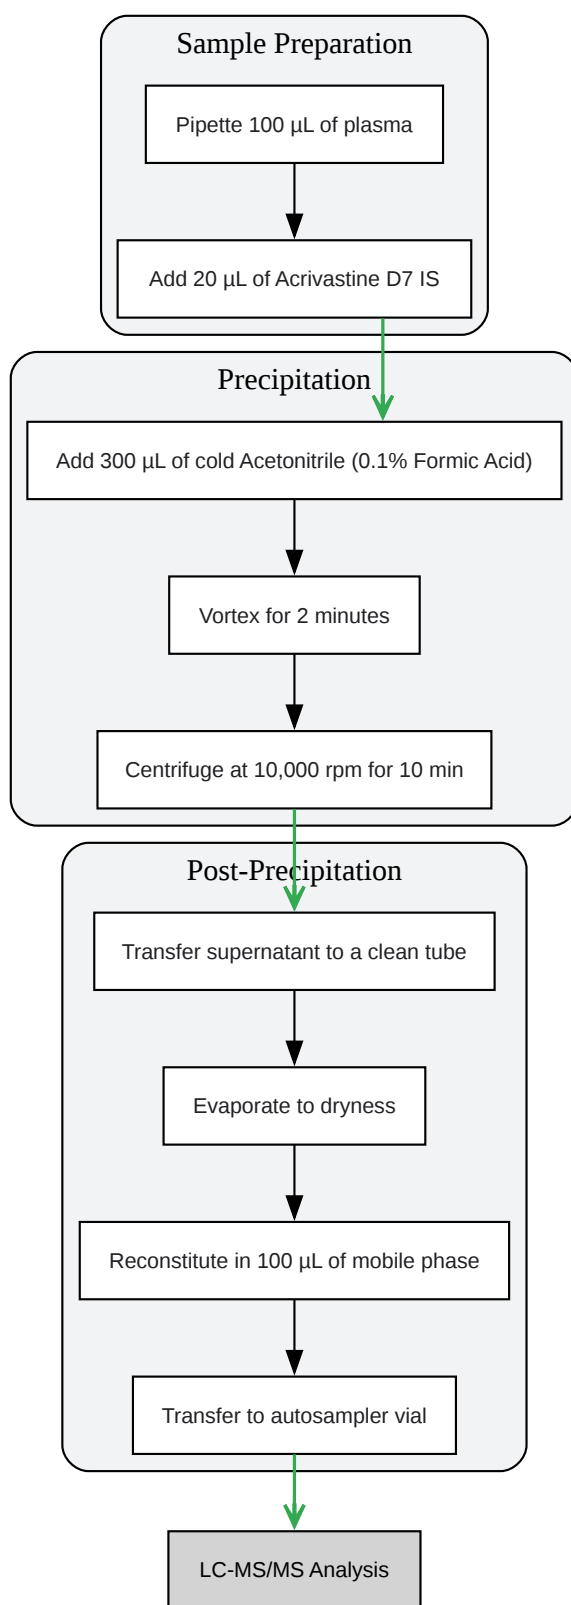 Sample Preparation
Pipette 100 µL of plasma
Add 20 µL of Acrivastine D7 IS
Precipitation
Add 300 µL of cold Acetonitrile (0.1% Formic Acid)
Vortex for 2 minutes
Centrifuge at 10,000 rpm for 10 min
Post-Precipitation
Transfer supernatant to a clean tube
Evaporate to dryness
Reconstitute in 100 µL of mobile phase
Transfer to autosampler vial
LC-MS/MS Analysis